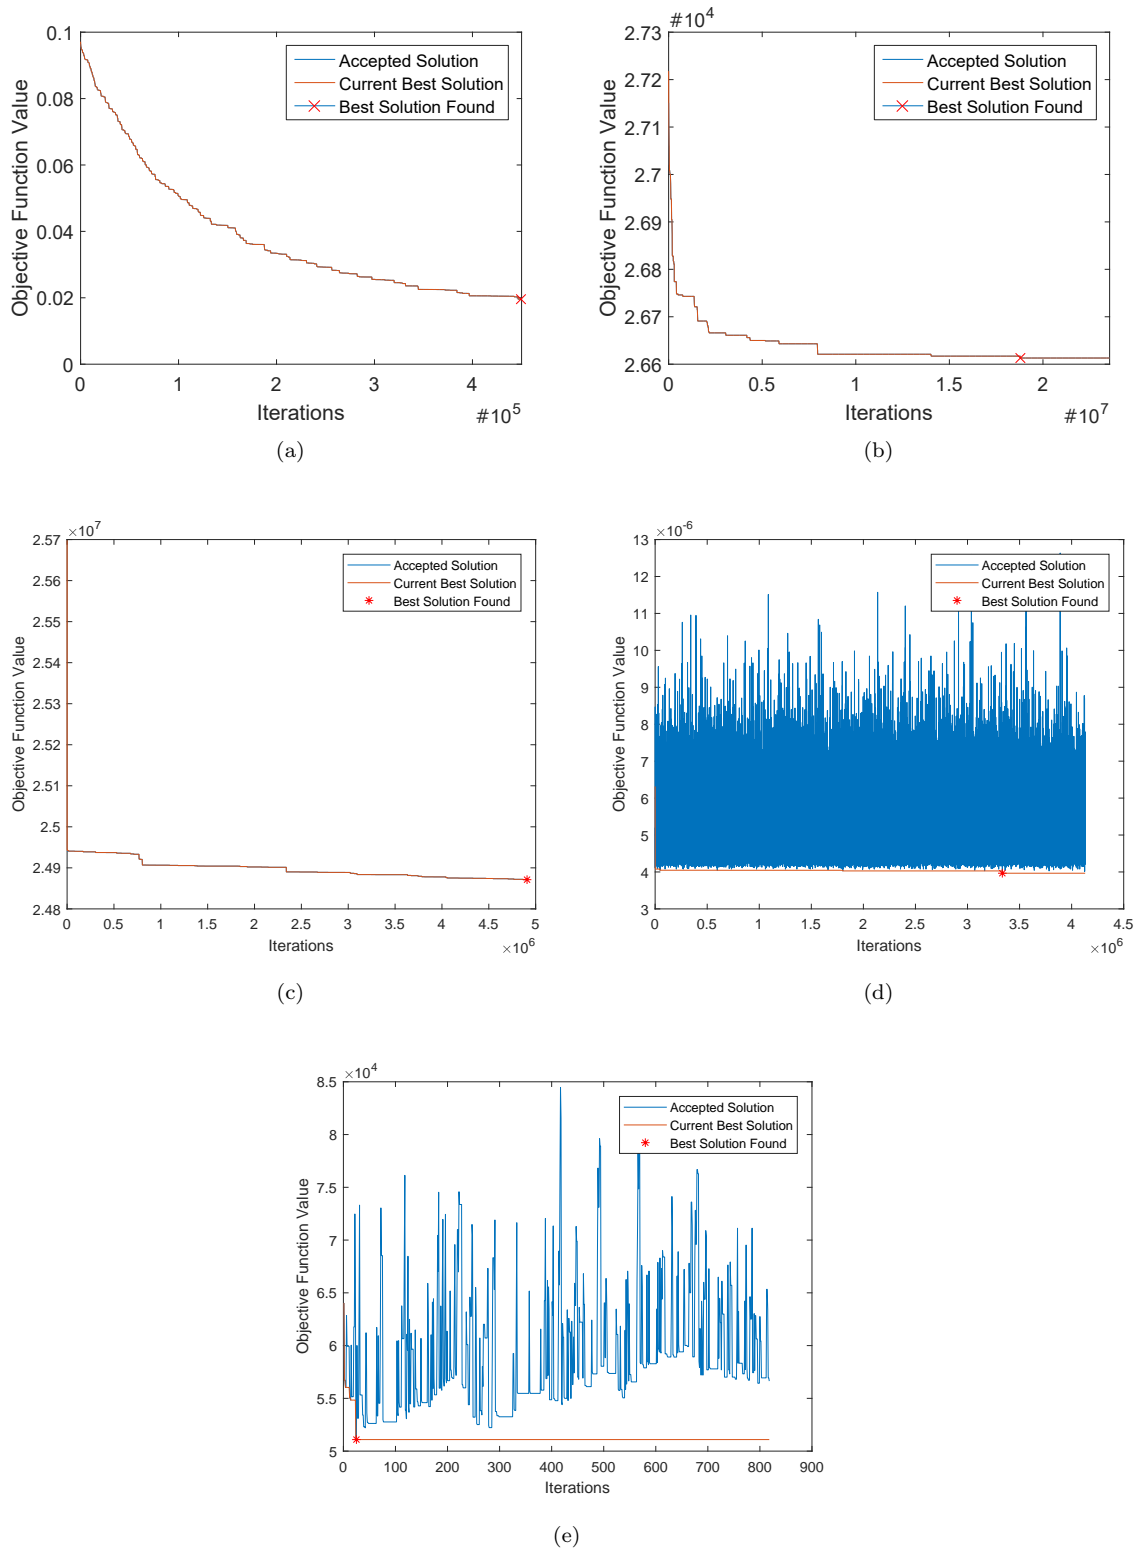 0.1
0.08
0.06
0.04
0.02
0
Objective Function Value
Accepted Solution
Current Best Solution
Best Solution Found
0 1 2 3 4
Iterations
#10^5
(a)
#10^4
2.73
2.72
2.71
2.7
2.69
2.68
2.67
2.66
Objective Function Value
Accepted Solution
Current Best Solution
Best Solution Found
0 0.5 1 1.5 2
Iterations
#10^7
(b)
×10^7
2.57
2.56
2.55
2.54
2.53
2.52
2.51
2.5
2.49
2.48
Objective Function Value
Accepted Solution
Current Best Solution
Best Solution Found
0 0.5 1 1.5 2 2.5 3 3.5 4 4.5 5
Iterations
×10^6
(c)
×10^-6
13
12
11
10
9
8
7
6
5
4
3
Objective Function Value
Accepted Solution
Current Best Solution
Best Solution Found
0 0.5 1 1.5 2 2.5 3 3.5 4 4.5
Iterations
×10^6
(d)
×10^4
8.5
8
7.5
7
6.5
6
5.5
5
Objective Function Value
Accepted Solution
Current Best Solution
Best Solution Found
0 100 200 300 400 500 600 700 800 900
Iterations
(e)